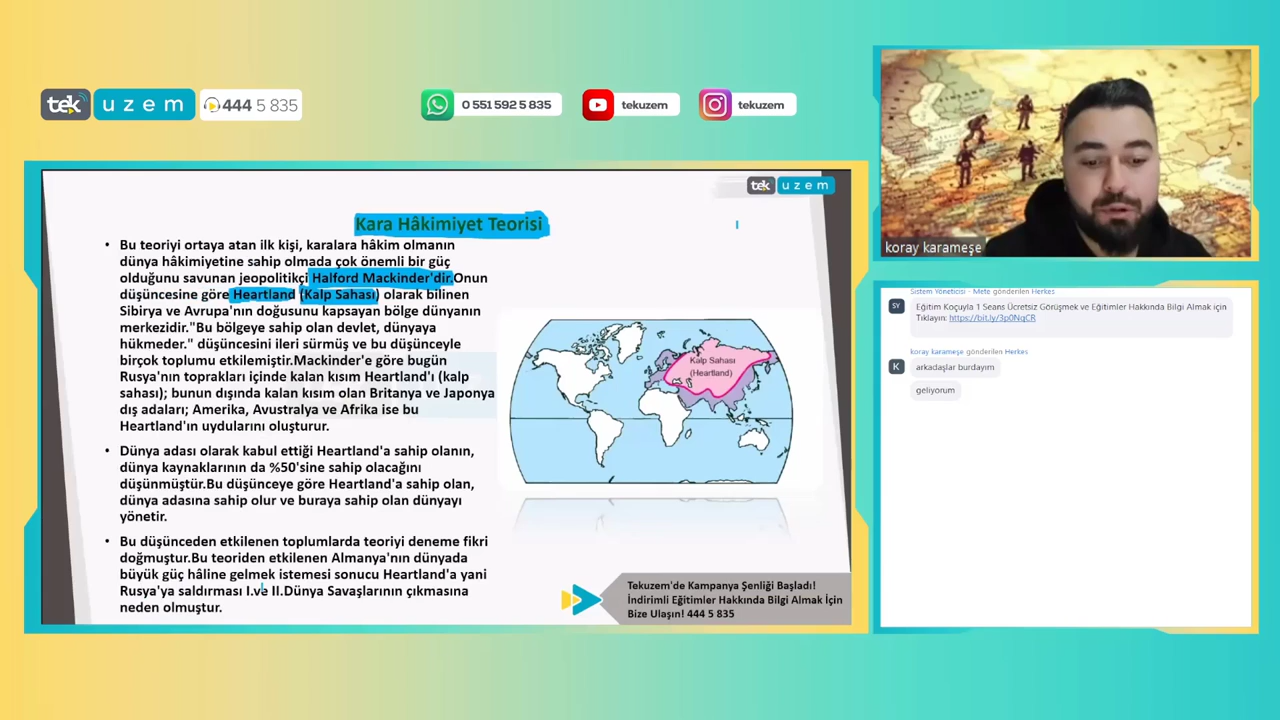 tek uzem 444 5 835
0 551 592 5 835
tekuzem
tekuzem
tek uzem
Kara Hâkimiyet Teorisi
• Bu teoriyi ortaya atan ilk kişi, karalara hâkim olmanın
dünya hâkimiyetine sahip olmada çok önemli bir güç
olduğunu savunan jeopolitikçi Halford Mackinder'dir.Onun
düşüncesine göre Heartland (Kalp Sahası) olarak bilinen
Sibirya ve Avrupa'nın doğusunu kapsayan bölge dünyanın
merkezidir."Bu bölgeye sahip olan devlet, dünyaya
hükmeder." düşüncesini ileri sürmüş ve bu düşünceyle
birçok toplumu etkilemiştir.Mackinder'e göre bugün
Rusya'nın toprakları içinde kalan kısım Heartland'ı (kalp
sahası); bunun dışında kalan kısım olan Britanya ve Japonya
dış adaları; Amerika, Avustralya ve Afrika ise bu
Heartland'ın uydularını oluşturur.
• Dünya adası olarak kabul ettiği Heartland'a sahip olanın,
dünya kaynaklarının da %50'sine sahip olacağını
düşünmüştür.Bu düşünceye göre Heartland'a sahip olan,
dünya adasına sahip olur ve buraya sahip olan dünyayı
yönetir.
• Bu düşünceden etkilenen toplumlarda teoriyi deneme fikri
doğmuştur.Bu teoriden etkilenen Almanya'nın dünyada
büyük güç hâline gelmek istemesi sonucu Heartland'a yani
Rusya'ya saldırması I.ve II.Dünya Savaşlarının çıkmasına
neden olmuştur.
Kalp Sahası
(Heartland)
Tekuzem'de Kampanya Şenliği Başladı!
İndirimli Eğitimler Hakkında Bilgi Almak İçin
Bize Ulaşın! 444 5 835
koray karameşe
Sistem Yöneticisi - Mete gönderilen Herkes
SY
Eğitim Koçuyla 1 Seans Ücretsiz Görüşmek ve Eğitimler Hakkında Bilgi Almak için
Tıklayın: https://bit.ly/3p0NqCR
koray karameşe gönderilen Herkes
K
arkadaşlar burdayım
geliyorum